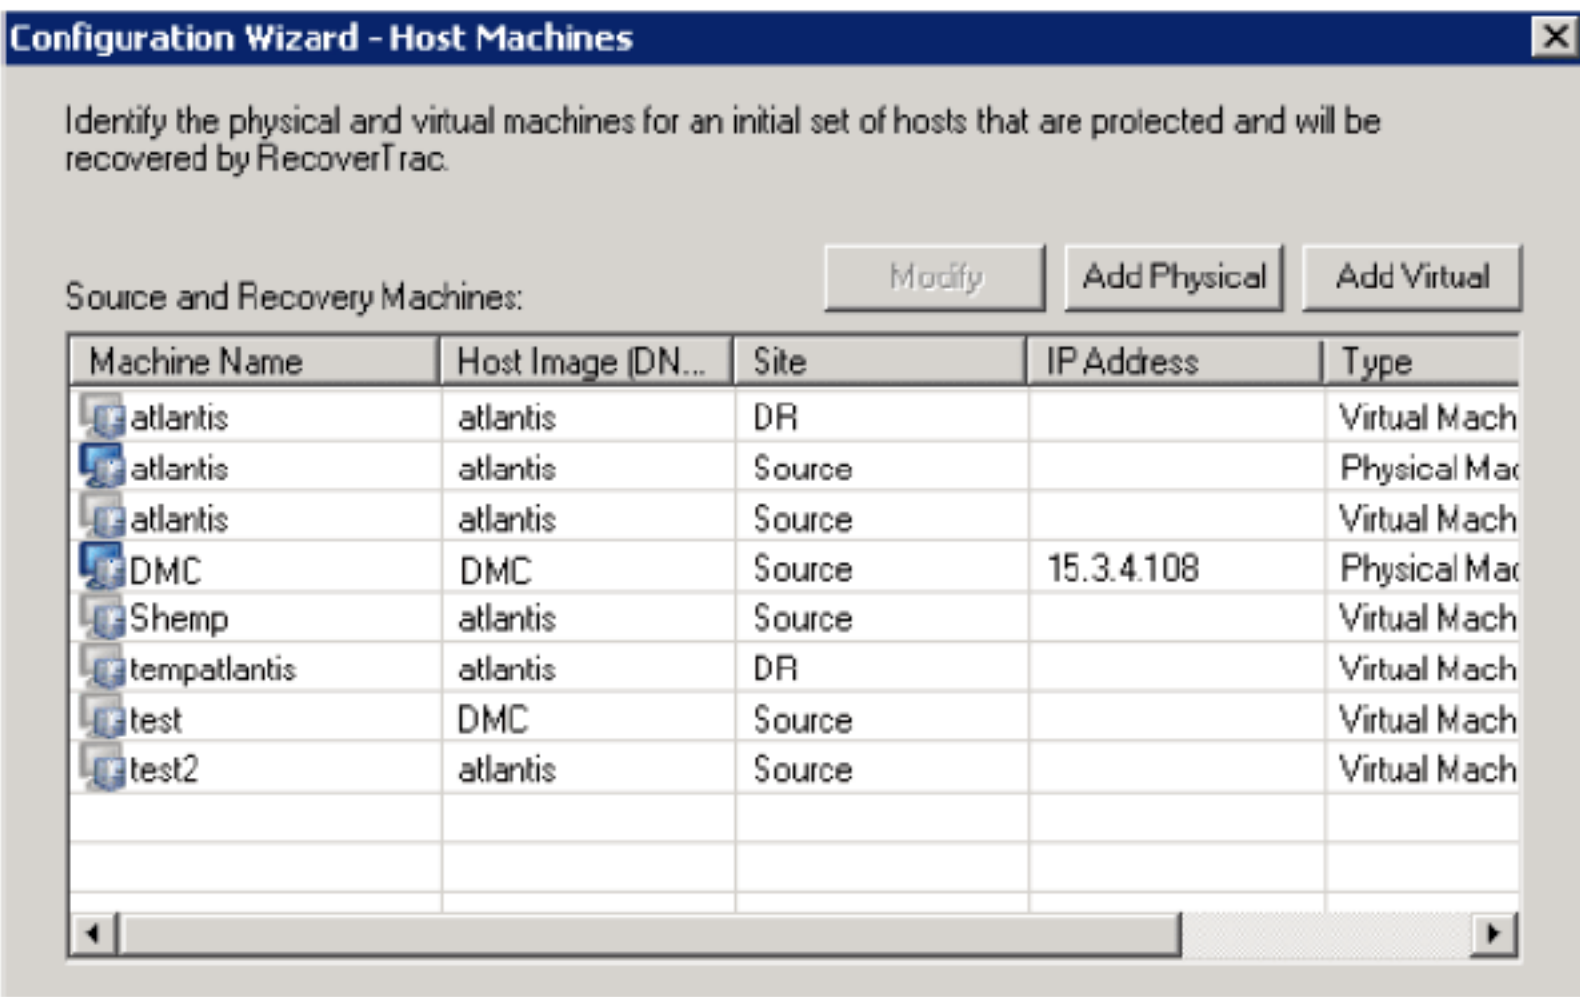 Configuration Wizard - Host Machines
Identify the physical and virtual machines for an initial set of hosts that are protected and will be
recovered by RecoverTrac.
Modify Add Physical Add Virtual
Source and Recovery Machines:
Machine Name Host Image (DN... Site IP Address Type
atlantis atlantis DR Virtual Mach
atlantis atlantis Source Physical Mac
atlantis atlantis Source Virtual Mach
DMC DMC Source 15.3.4.108 Physical Mac
Shemp atlantis Source Virtual Mach
tempatlantis atlantis DR Virtual Mach
test DMC Source Virtual Mach
test2 atlantis Source Virtual Mach